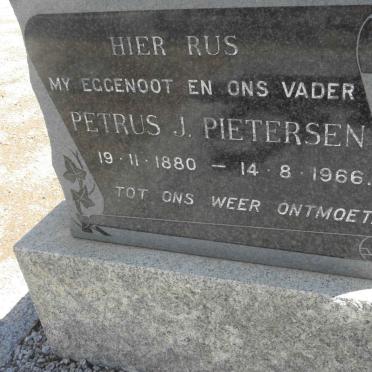 HIER RUS
MY EGGENOOT EN ONS VADER
PETRUS J. PIETERSEN
19·11·1880 — 14·8·1966.
TOT ONS WEER ONTMOET.